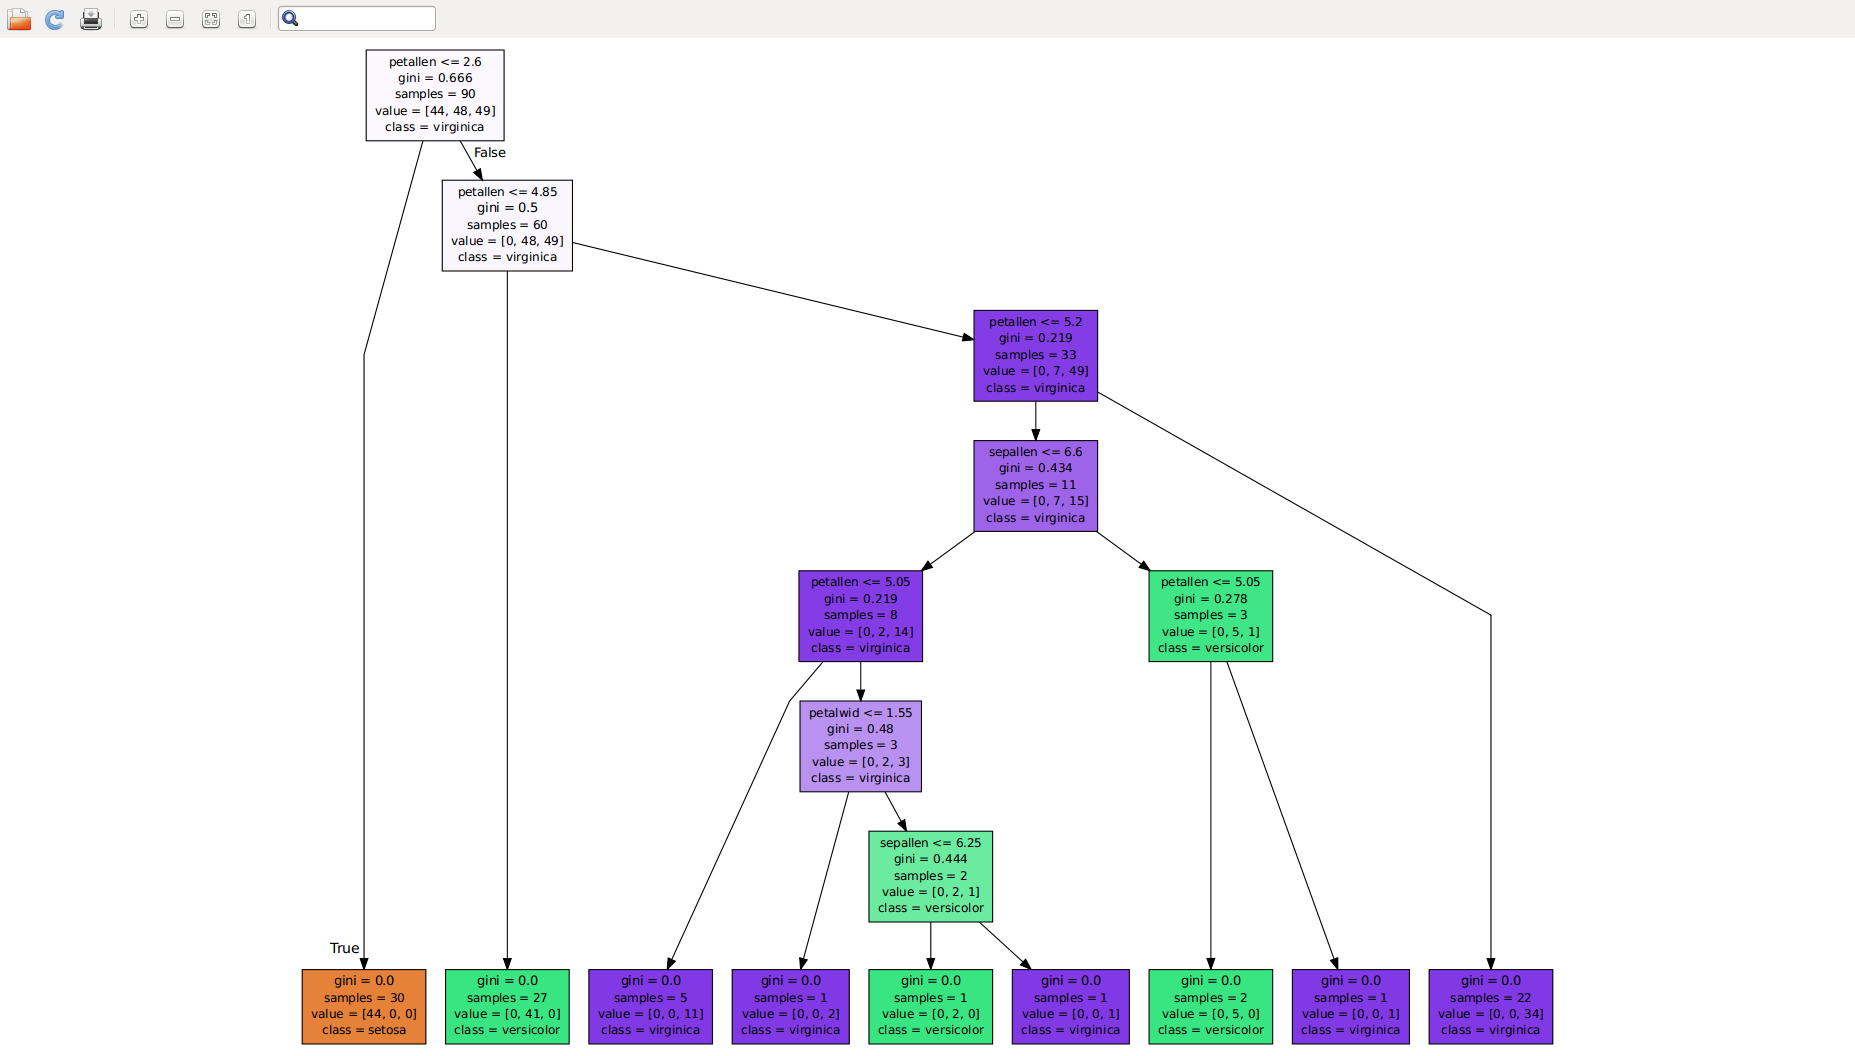 1
petallen <= 2.6
gini = 0.666
samples = 90
value = [44, 48, 49]
class = virginica
False
petallen <= 4.85
gini = 0.5
samples = 60
value = [0, 48, 49]
class = virginica
petallen <= 5.2
gini = 0.219
samples = 33
value = [0, 7, 49]
class = virginica
sepallen <= 6.6
gini = 0.434
samples = 11
value = [0, 7, 15]
class = virginica
petallen <= 5.05
gini = 0.219
samples = 8
value = [0, 2, 14]
class = virginica
petallen <= 5.05
gini = 0.278
samples = 3
value = [0, 5, 1]
class = versicolor
petalwid <= 1.55
gini = 0.48
samples = 3
value = [0, 2, 3]
class = virginica
sepallen <= 6.25
gini = 0.444
samples = 2
value = [0, 2, 1]
class = versicolor
True
gini = 0.0
samples = 30
value = [44, 0, 0]
class = setosa
gini = 0.0
samples = 27
value = [0, 41, 0]
class = versicolor
gini = 0.0
samples = 5
value = [0, 0, 11]
class = virginica
gini = 0.0
samples = 1
value = [0, 0, 2]
class = virginica
gini = 0.0
samples = 1
value = [0, 2, 0]
class = versicolor
gini = 0.0
samples = 1
value = [0, 0, 1]
class = virginica
gini = 0.0
samples = 2
value = [0, 5, 0]
class = versicolor
gini = 0.0
samples = 1
value = [0, 0, 1]
class = virginica
gini = 0.0
samples = 22
value = [0, 0, 34]
class = virginica